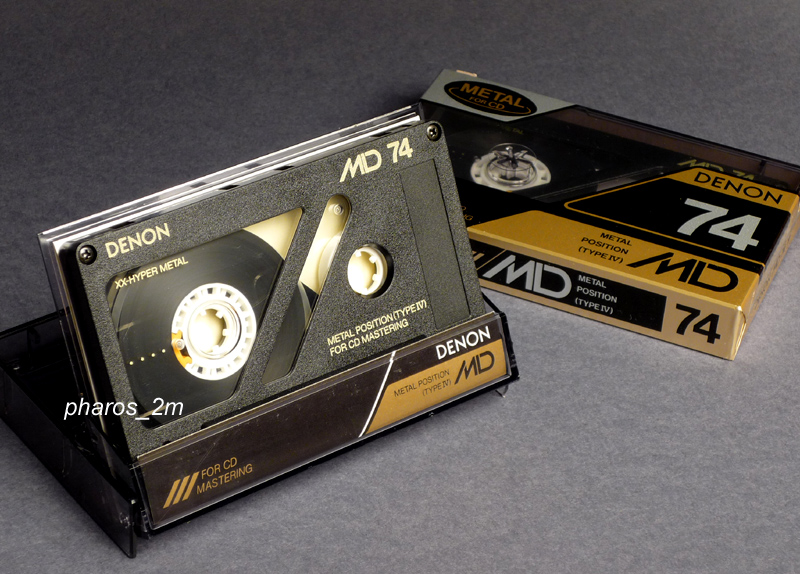 METAL
FOR CD
MD 74
DENON
XX-HYPER METAL
METAL POSITION (TYPE IV)
FOR CD MASTERING
DENON
METAL POSITION
(TYPE IV)
MD
FOR CD
MASTERING
MD 74
DENON
74
METAL
POSITION
(TYPE IV)
MD
MD
METAL
POSITION
(TYPE IV)
74
pharos_2m